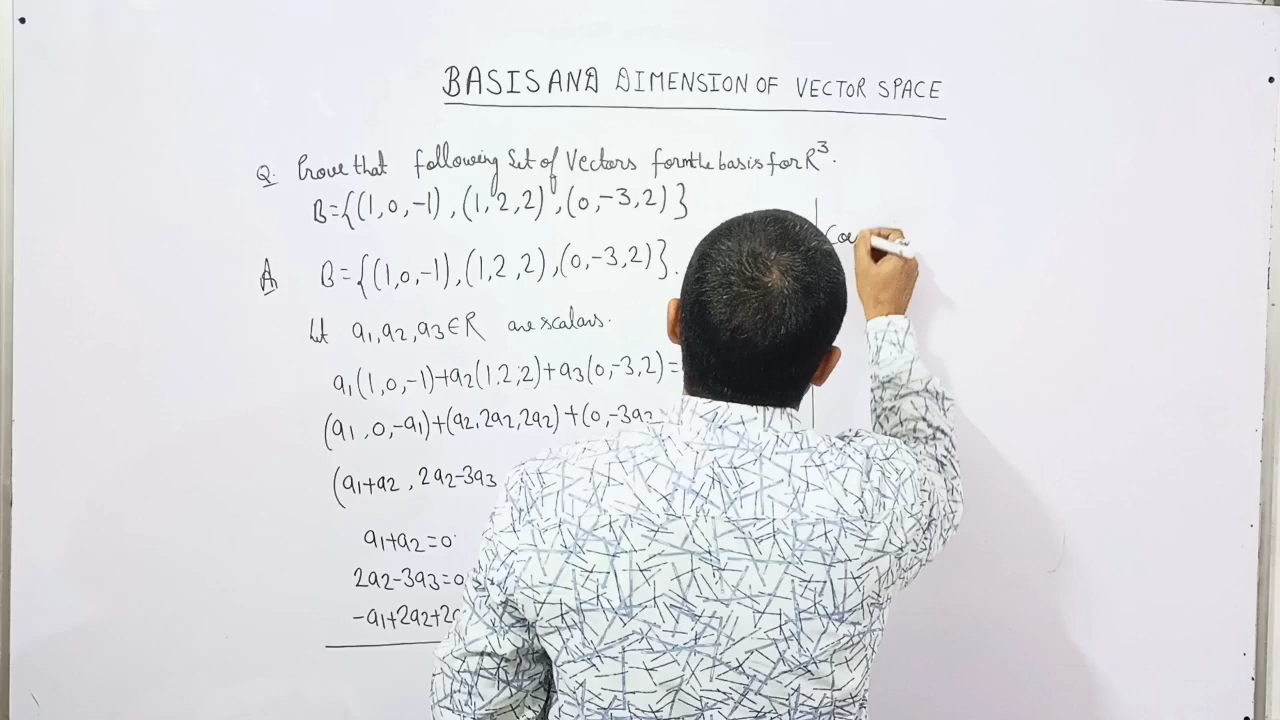 BASIS AND DIMENSION OF VECTOR SPACE
Q. Prove that following set of Vectors form the basis for R³.
B={(1,0,-1),(1,2,2),(0,-3,2)}
A B={(1,0,-1),(1,2,2),(0,-3,2)}.
Let a₁,a₂,a₃∈R are scalars.
a₁(1,0,-1)+a₂(1,2,2)+a₃(0,-3,2)=
(a₁,0,-a₁)+(a₂,2a₂,2a₂)+(0,-3a₃
(a₁+a₂,2a₂-3a₃
a₁+a₂=0
2a₂-3a₃=0
-a₁+2a₂+2
Coe